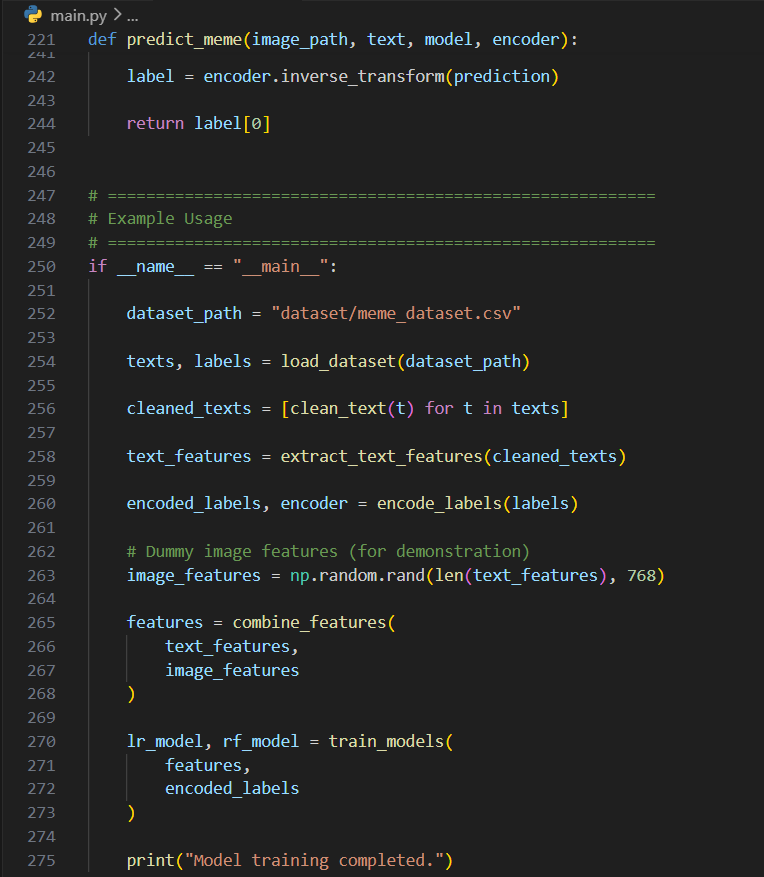 main.py > ...
221 def predict_meme(image_path, text, model, encoder):
241
242     label = encoder.inverse_transform(prediction)
243
244     return label[0]
245
246
247 # =========================================================
248 # Example Usage
249 # =========================================================
250 if __name__ == "__main__":
251
252     dataset_path = "dataset/meme_dataset.csv"
253
254     texts, labels = load_dataset(dataset_path)
255
256     cleaned_texts = [clean_text(t) for t in texts]
257
258     text_features = extract_text_features(cleaned_texts)
259
260     encoded_labels, encoder = encode_labels(labels)
261
262     # Dummy image features (for demonstration)
263     image_features = np.random.rand(len(text_features), 768)
264
265     features = combine_features(
266         text_features,
267         image_features
268     )
269
270     lr_model, rf_model = train_models(
271         features,
272         encoded_labels
273     )
274
275     print("Model training completed.")